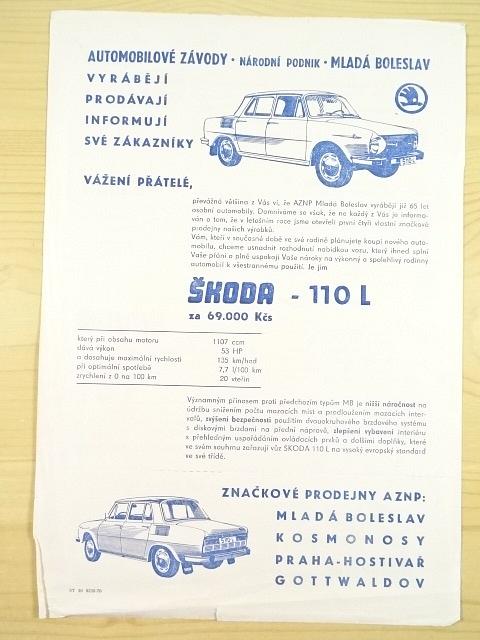 AUTOMOBILOVÉ ZÁVODY · NÁRODNÍ PODNIK · MLADÁ BOLESLAV
VYRÁBĚJÍ
PRODÁVAJÍ
INFORMUJÍ
SVÉ ZÁKAZNÍKY
VÁŽENÍ PŘÁTELÉ,
převážná většina z Vás ví, že AZNP Mladá Boleslav vyrábějí již 65 let
osobní automobily. Domníváme se však, že na každý z Vás je informo-
ván o tom, že v letošním roce jsme otevřeli první čtyři vlastní značkové
prodejny našich výrobků.
Vám, kteří v současné době ve své rodině plánujete koupi nového auto-
mobilu, chceme usnadnit rozhodnutí nabídkou vozu, který ihned splní
Vaše přání a plně uspokojí Vaše nároky na výkonný a spolehlivý rodinný
automobil k všestrannému použití. Je jím
ŠKODA - 110 L
za 69.000 Kčs
který při obsahu motoru 1107 ccm
dává výkon 53 HP
a dosahuje maximální rychlosti 135 km/hod
při optimální spotřebě 7,7 l/100 km
zrychlení z 0 na 100 km 20 vteřin
Významným přínosem proti předchozím typům MB je nižší náročnost na
údržbu snížením počtu mazacích míst a prodloužením mazacích inter-
valů, zvýšení bezpečnosti použitím dvouokruhového brzdového systému
s diskovými brzdami na přední nápravě, zlepšení vybavení interiéru
s přehledným uspořádáním ovládacích prvků a dalšími doplňky, které
ve svém souhrnu zařazují vůz ŠKODA 110 L na vysoký evropský standard
ve své třídě.
ZNAČKOVÉ PRODEJNY AZNP:
MLADÁ BOLESLAV
KOSMONOSY
PRAHA-HOSTIVAŘ
GOTTWALDOV